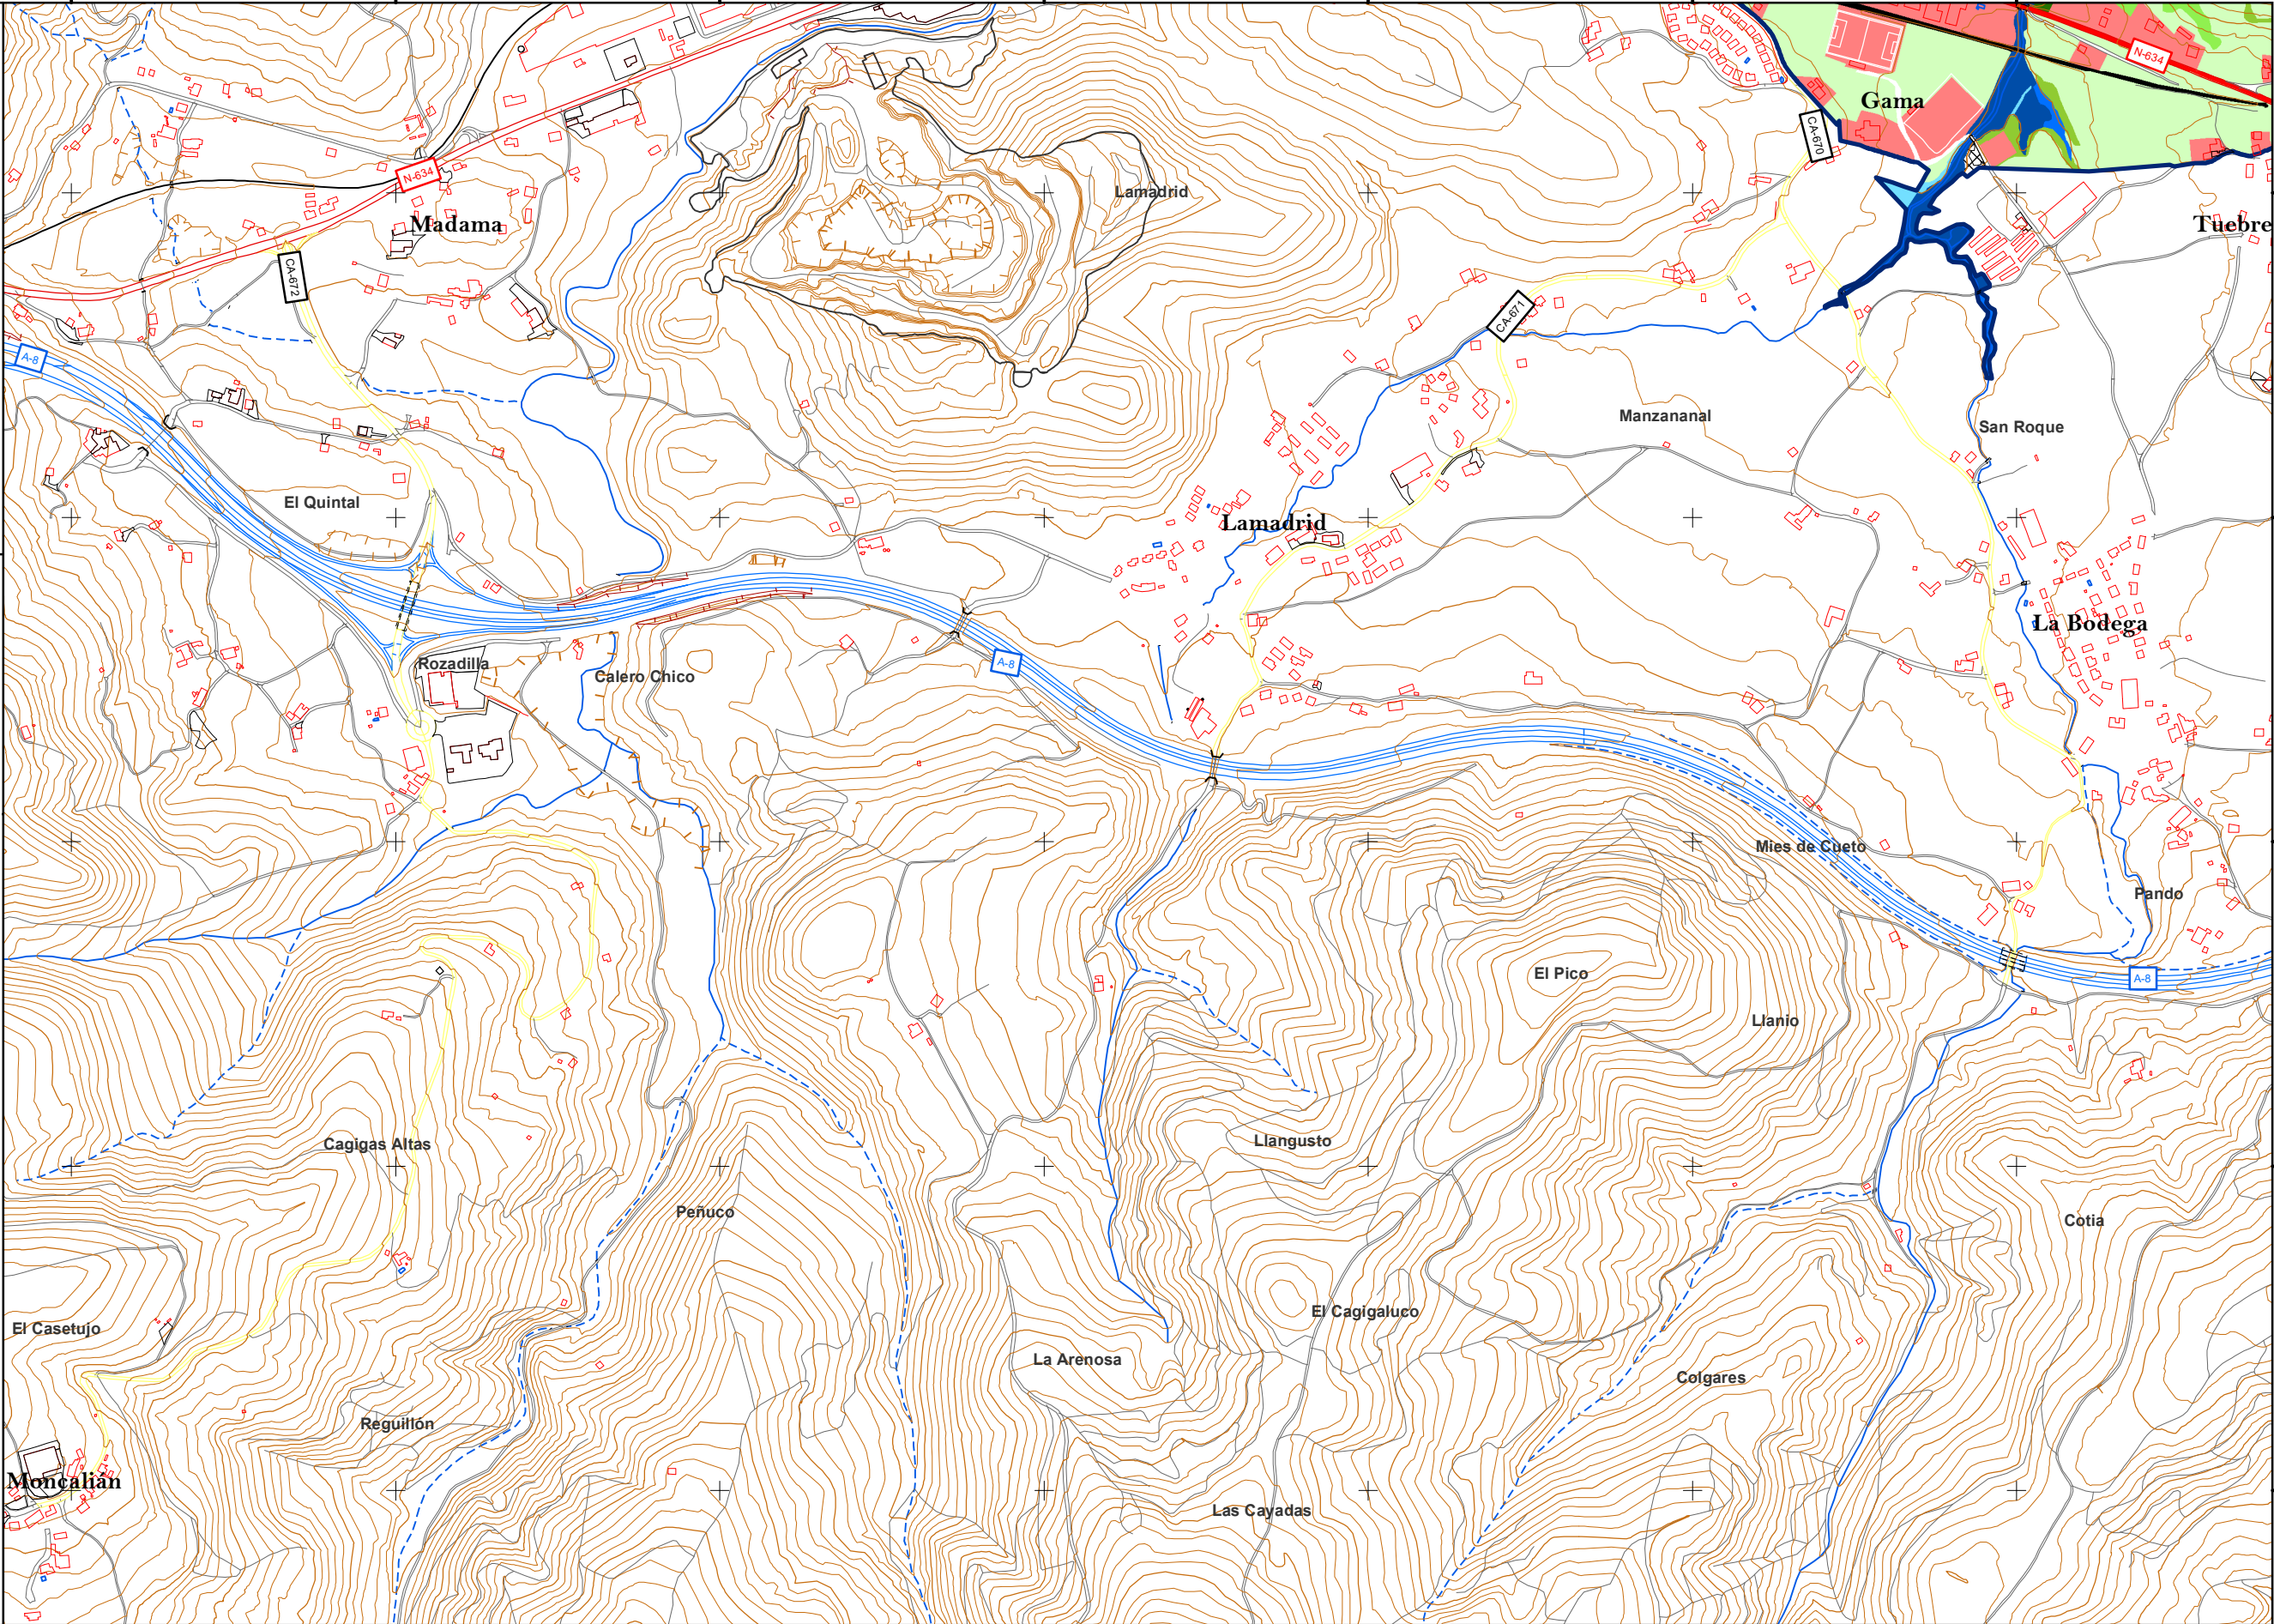 N-634
Gama
CA-670
N-634
Lamadrid
Madama
Tuebre
CA-672
CA-671
A-8
Manzananal
San Roque
El Quintal
Lamadrid
La Bodega
Rozadilla
A-8
Calero Chico
Mies de Cueto
Pando
El Pico
A-8
Llanio
Cagigas Altas
Llangusto
Peñuco
Cotia
El Casetujo
El Cagigaluco
La Arenosa
Colgares
Reguillón
Moncalián
Las Cayadas